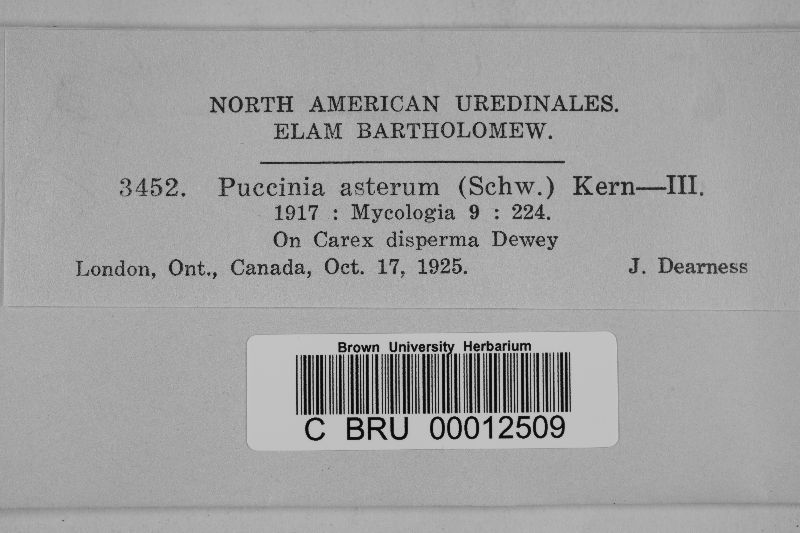 NORTH AMERICAN UREDINALES.
ELAM BARTHOLOMEW.
3452. Puccinia asterum (Schw.) Kern—III.
1917 : Mycologia 9 : 224.
On Carex disperma Dewey
London, Ont., Canada, Oct. 17, 1925. J. Dearness
Brown University Herbarium
C BRU 00012509